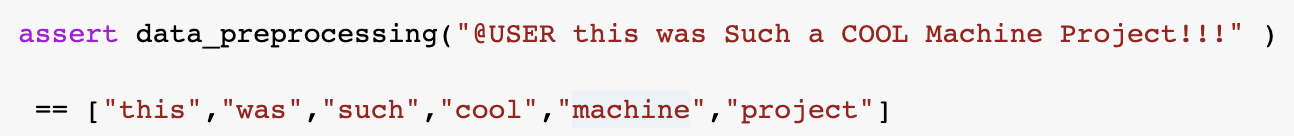 assert data_preprocessing("@USER this was Such a COOL Machine Project!!!" )
== ["this","was","such","cool","machine","project"]